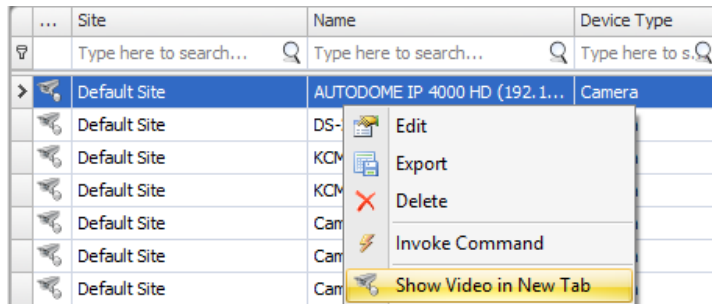 ... Site Name Device Type
Type here to search... Type here to search... Type here to s.
Default Site AUTODOME IP 4000 HD (192.1... Camera
Default Site DS-
Edit
Default Site KCM
Export
Default Site KCM
Delete
Default Site Cam
Invoke Command
Default Site Cam
Default Site Cam
Show Video in New Tab